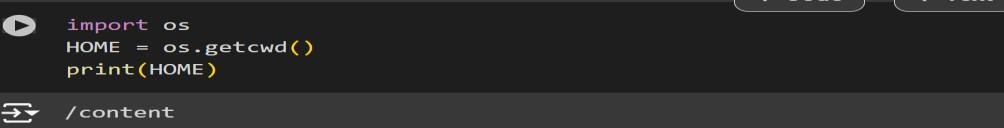 import os
HOME = os.getcwd()
print(HOME)
/content